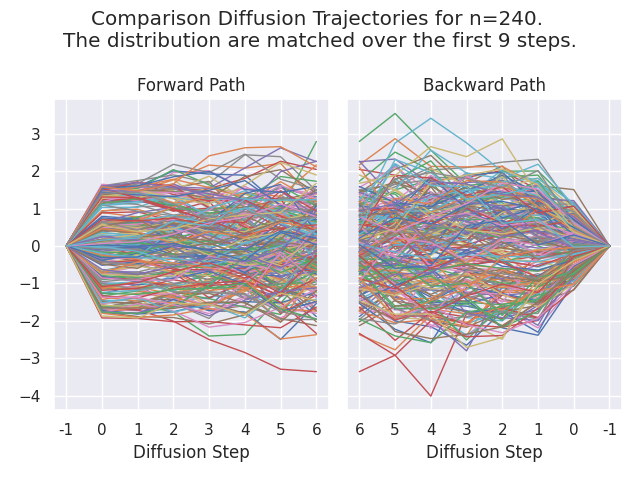 Comparison Diffusion Trajectories for n=240.
The distribution are matched over the first 9 steps.
Forward Path
Backward Path
3
2
1
0
−1
−2
−3
−4
-1 0 1 2 3 4 5 6
6 5 4 3 2 1 0 -1
Diffusion Step
Diffusion Step